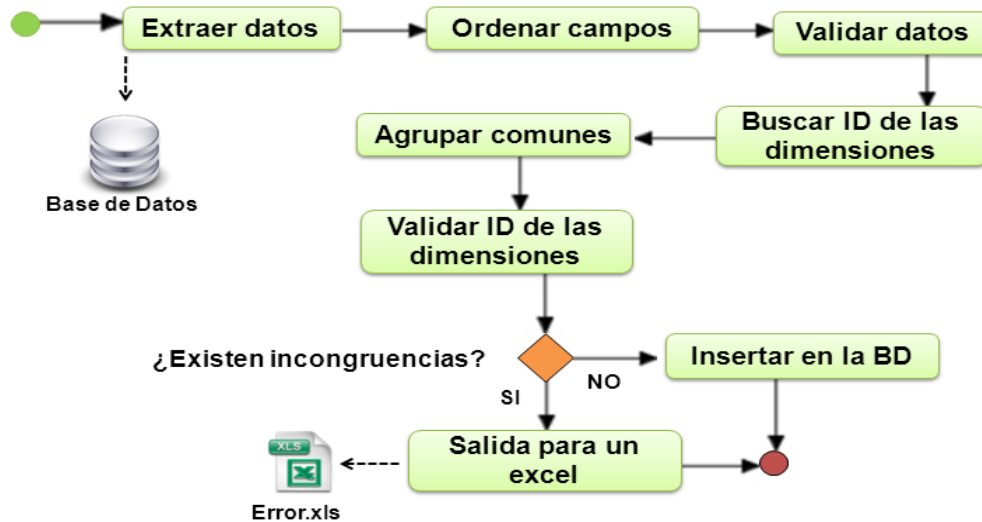 Extraer datos
Ordenar campos
Validar datos
Base de Datos
Agrupar comunes
Buscar ID de las
dimensiones
Validar ID de las
dimensiones
¿Existen incongruencias?
NO
SI
Insertar en la BD
Salida para un
excel
XLS
Error.xls